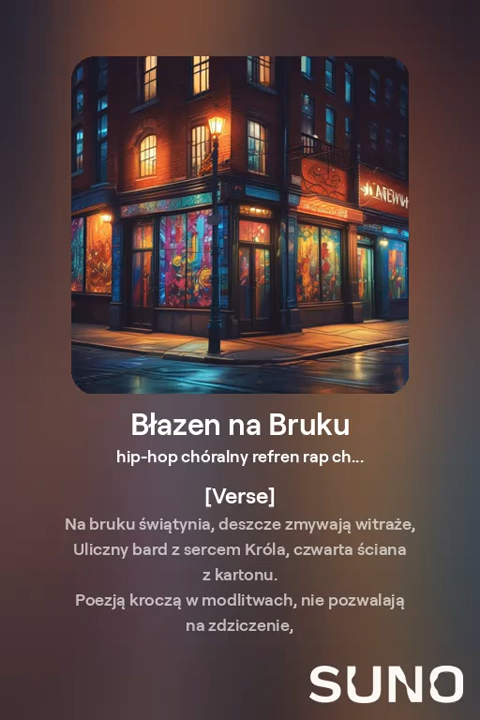 Błazen na Bruku
hip-hop chóralny refren rap ch...
[Verse]
Na bruku świątynia, deszcze zmywają witraże,
Uliczny bard z sercem Króla, czwarta ściana
z kartonu.
Poezją kroczą w modlitwach, nie pozwalają
na zdziczenie,
SUNO